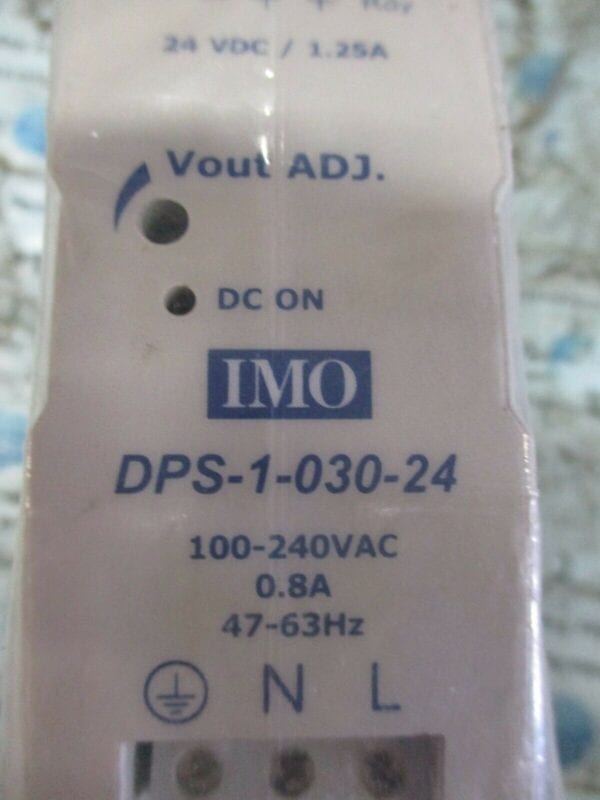 24 VDC / 1.25A
Vout ADJ.
DC ON
IMO
DPS-1-030-24
100-240VAC
0.8A
47-63Hz
N L